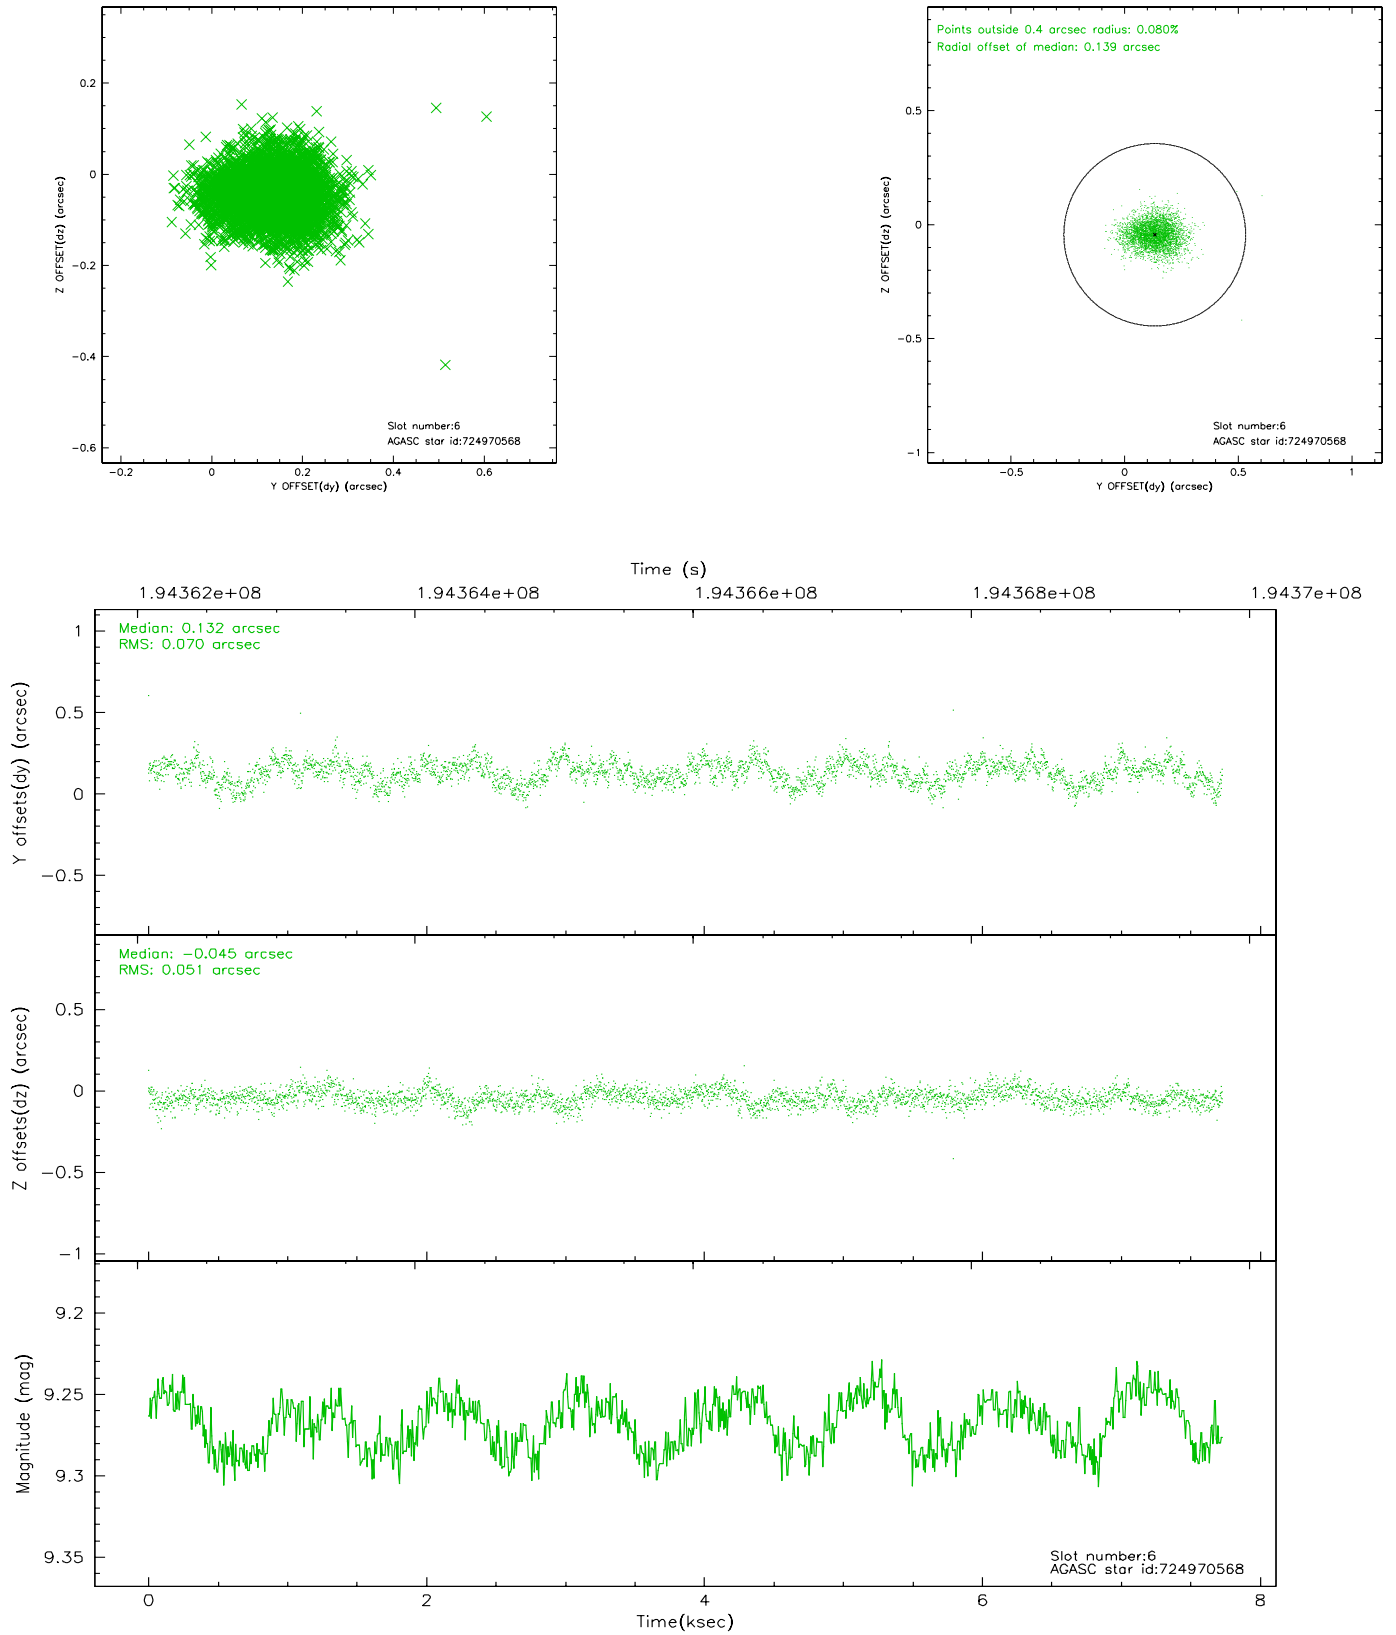 0.2
0
−0.2
−0.4
−0.6
Z OFFSET(dz) (arcsec)
Slot number:6
AGASC star id:724970568
−0.2
0
0.2
0.4
0.6
Y OFFSET(dy) (arcsec)
Points outside 0.4 arcsec radius: 0.080%
Radial offset of median: 0.139 arcsec
0.5
0
−0.5
−1
Z OFFSET(dz) (arcsec)
Slot number:6
AGASC star id:724970568
−0.5
0
0.5
1
Y OFFSET(dy) (arcsec)
Time (s)
1.94362e+08
1.94364e+08
1.94366e+08
1.94368e+08
1.9437e+08
Median: 0.132 arcsec
RMS: 0.070 arcsec
1
0.5
0
−0.5
Y offsets(dy) (arcsec)
Median: −0.045 arcsec
RMS: 0.051 arcsec
0.5
0
−0.5
−1
Z offsets(dz) (arcsec)
9.2
9.25
9.3
9.35
Magnitude (mag)
Slot number:6
AGASC star id:724970568
0
2
4
6
8
Time(ksec)